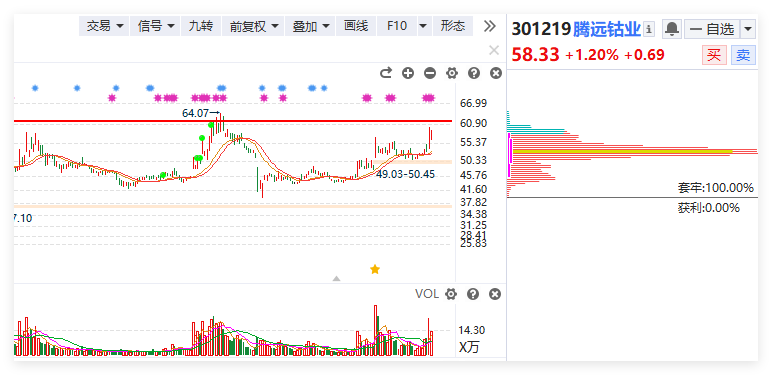 交易 信号 九转 前复权 叠加 画线 F10 形态
301219 腾远钴业 自选
58.33 +1.20% +0.69 买 卖
64.07
66.99
60.90
55.37
50.33
49.03-50.45
45.76
41.60
37.82
34.38
7.10
31.25
28.41
25.83
套牢:100.00%
获利:0.00%
VOL
14.30
X万